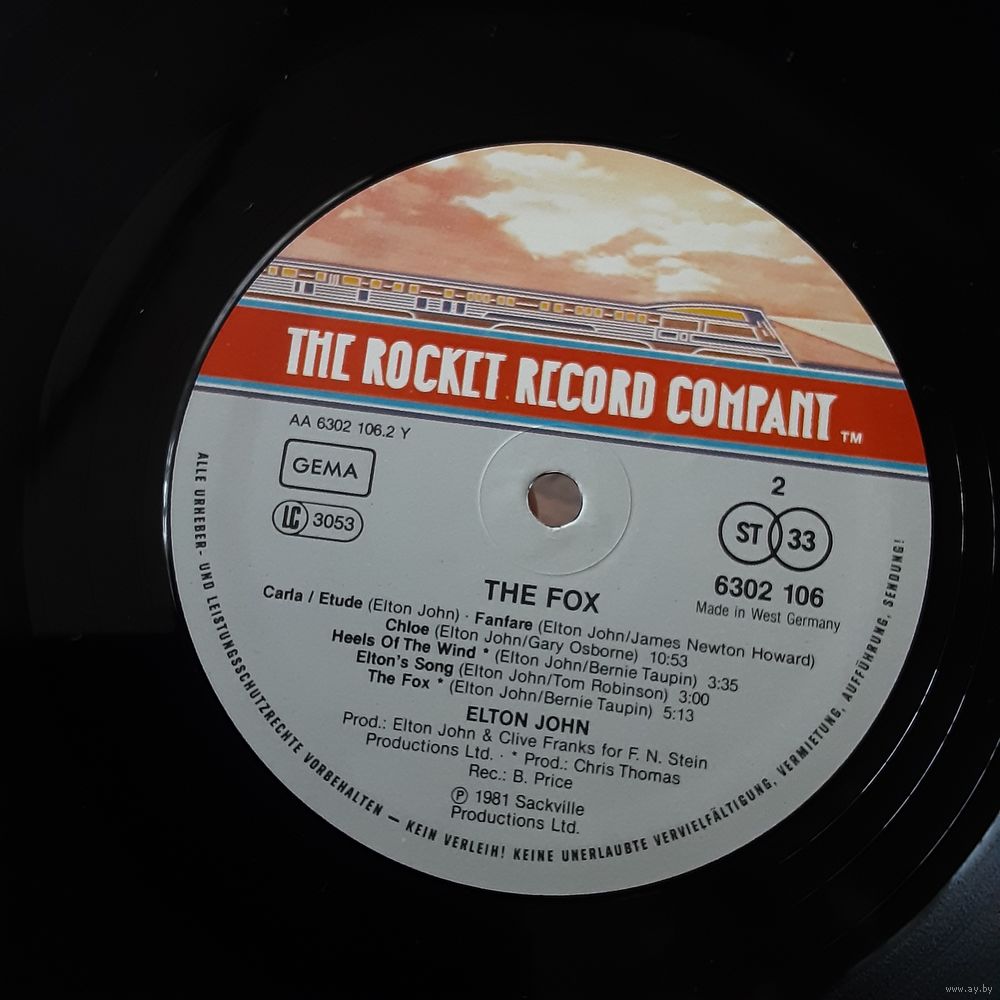 THE ROCKET RECORD COMPANY TM
AA 6302 106.2 Y
GEMA
LC 3053
2
ST 33
6302 106
Made in West Germany
THE FOX
Carla / Etude (Elton John) · Fanfare (Elton John/James Newton Howard)
Chloe (Elton John/Gary Osborne) 10:53
Heels Of The Wind * (Elton John/Bernie Taupin) 3:35
Elton's Song (Elton John/Tom Robinson) 3:00
The Fox * (Elton John/Bernie Taupin) 5:13
ELTON JOHN
Prod.: Elton John & Clive Franks for F. N. Stein
Productions Ltd. · * Prod.: Chris Thomas
Rec.: B. Price
Ⓟ 1981 Sackville
Productions Ltd.
ALLE URHEBER- UND LEISTUNGSSCHUTZRECHTE VORBEHALTEN — KEIN VERLEIH! KEINE UNERLAUBTE VERVIELFÄLTIGUNG, VERMIETUNG, AUFFÜHRUNG, SENDUNG!
www.ay.by